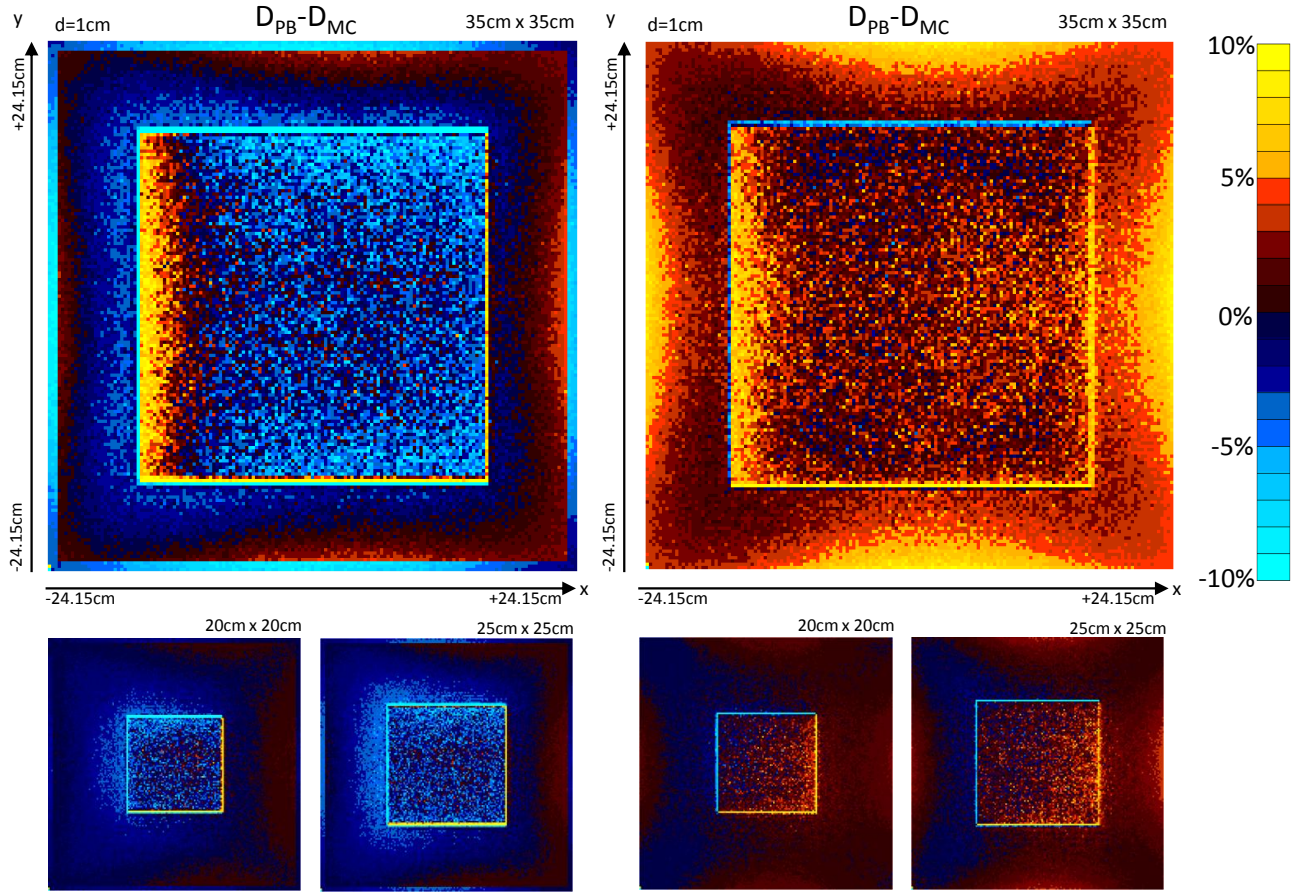 y
d=1cm
D_PB-D_MC
35cm x 35cm
+24.15cm
-24.15cm
-24.15cm
+24.15cm
x
y
d=1cm
D_PB-D_MC
35cm x 35cm
+24.15cm
-24.15cm
-24.15cm
+24.15cm
x
10%
5%
0%
-5%
-10%
20cm x 20cm
25cm x 25cm
20cm x 20cm
25cm x 25cm